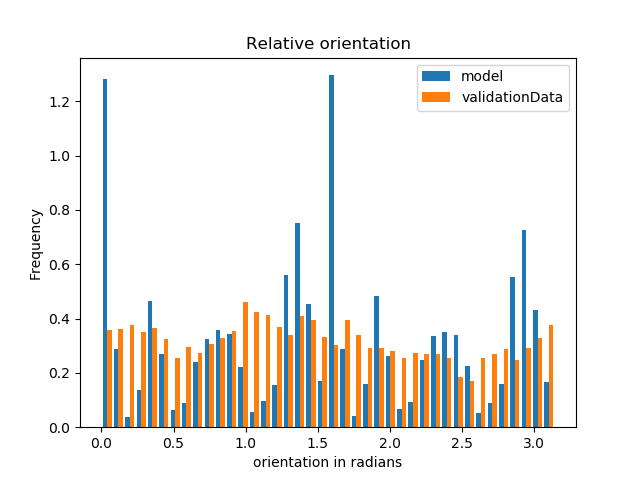 Relative orientation
model
validationData
Frequency
1.2
1.0
0.8
0.6
0.4
0.2
0.0
0.0 0.5 1.0 1.5 2.0 2.5 3.0
orientation in radians